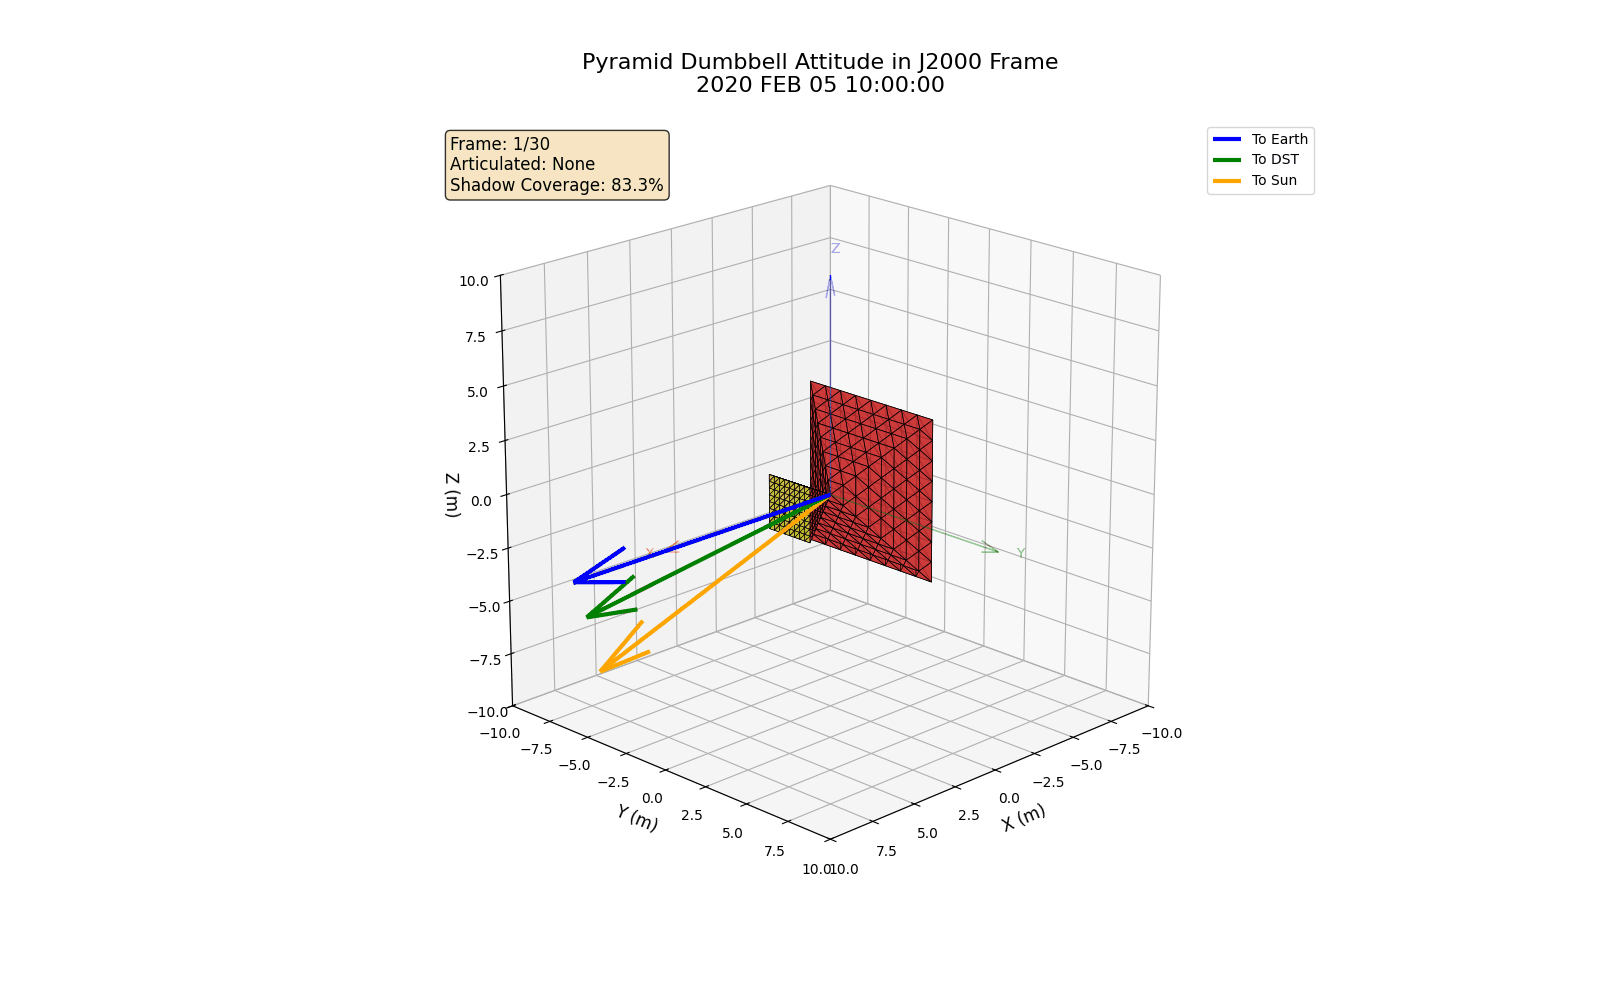 Pyramid Dumbbell Attitude in J2000 Frame
2020 FEB 05 10:00:00
Frame: 1/30
Articulated: None
Shadow Coverage: 83.3%
To Earth
To DST
To Sun
Z
X
Y
10.0
7.5
5.0
2.5
0.0
−2.5
−5.0
−7.5
−10.0
Z (m)
−10.0
−7.5
−5.0
−2.5
0.0
2.5
5.0
7.5
10.0
Y (m)
−10.0
−7.5
−5.0
−2.5
0.0
2.5
5.0
7.5
10.0
X (m)